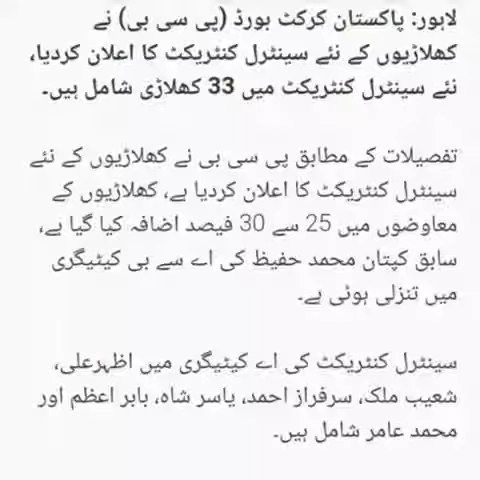 لاہور: پاکستان کرکٹ بورڈ (پی سی بی) نے
کھلاڑیوں کے نئے سینٹرل کنٹریکٹ کا اعلان کردیا،
نئے سینٹرل کنٹریکٹ میں 33 کھلاڑی شامل ہیں۔
تفصیلات کے مطابق پی سی بی نے کھلاڑیوں کے نئے
سینٹرل کنٹریکٹ کا اعلان کردیا ہے، کھلاڑیوں کے
معاوضوں میں 25 سے 30 فیصد اضافہ کیا گیا ہے،
سابق کپتان محمد حفیظ کی اے سے بی کیٹیگری
میں تنزلی ہوئی ہے۔
سینٹرل کنٹریکٹ کی اے کیٹیگری میں اظہرعلی،
شعیب ملک، سرفراز احمد، یاسر شاہ، بابر اعظم اور
محمد عامر شامل ہیں۔